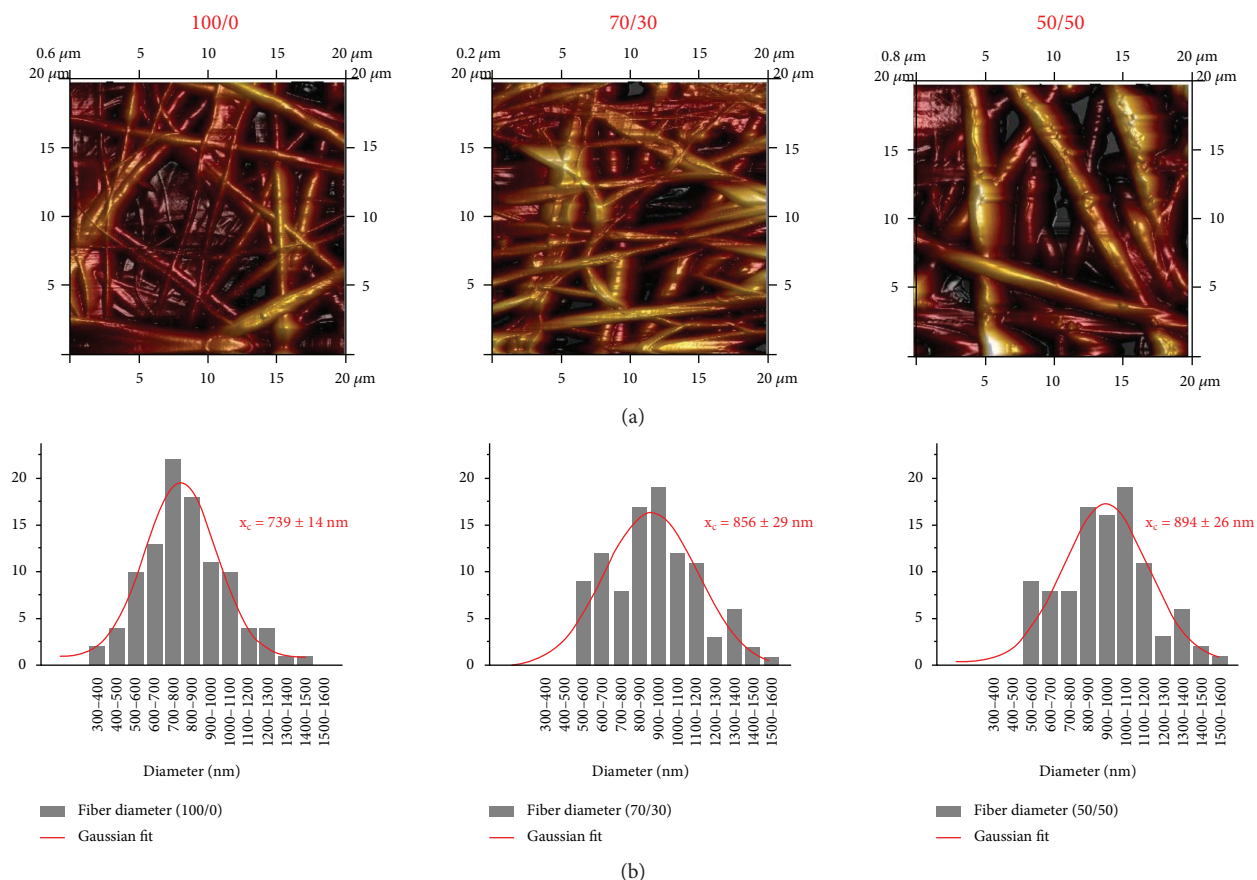 100/0
70/30
50/50
0.6 μm 5 10 15 20 μm
0.2 μm 5 10 15 20 μm
0.8 μm 5 10 15 20 μm
20 μm 20 μm
20 μm 20 μm
20 μm 20 μm
15 15
15 15
15 15
10 10
10 10
10 10
5 5
5 5
5 5
5 10 15 20 μm
5 10 15 20 μm
5 10 15 20 μm
(a)
20
15
10
5
0
x_c = 739 ± 14 nm
300–400
400–500
500–600
600–700
700–800
800–900
900–1000
1000–1100
1100–1200
1200–1300
1300–1400
1400–1500
1500–1600
Diameter (nm)
Fiber diameter (100/0)
Gaussian fit
20
15
10
5
0
x_c = 856 ± 29 nm
300–400
400–500
500–600
600–700
700–800
800–900
900–1000
1000–1100
1100–1200
1200–1300
1300–1400
1400–1500
1500–1600
Diameter (nm)
Fiber diameter (70/30)
Gaussian fit
20
15
10
5
0
x_c = 894 ± 26 nm
300–400
400–500
500–600
600–700
700–800
800–900
900–1000
1000–1100
1100–1200
1200–1300
1300–1400
1400–1500
1500–1600
Diameter (nm)
Fiber diameter (50/50)
Gaussian fit
(b)